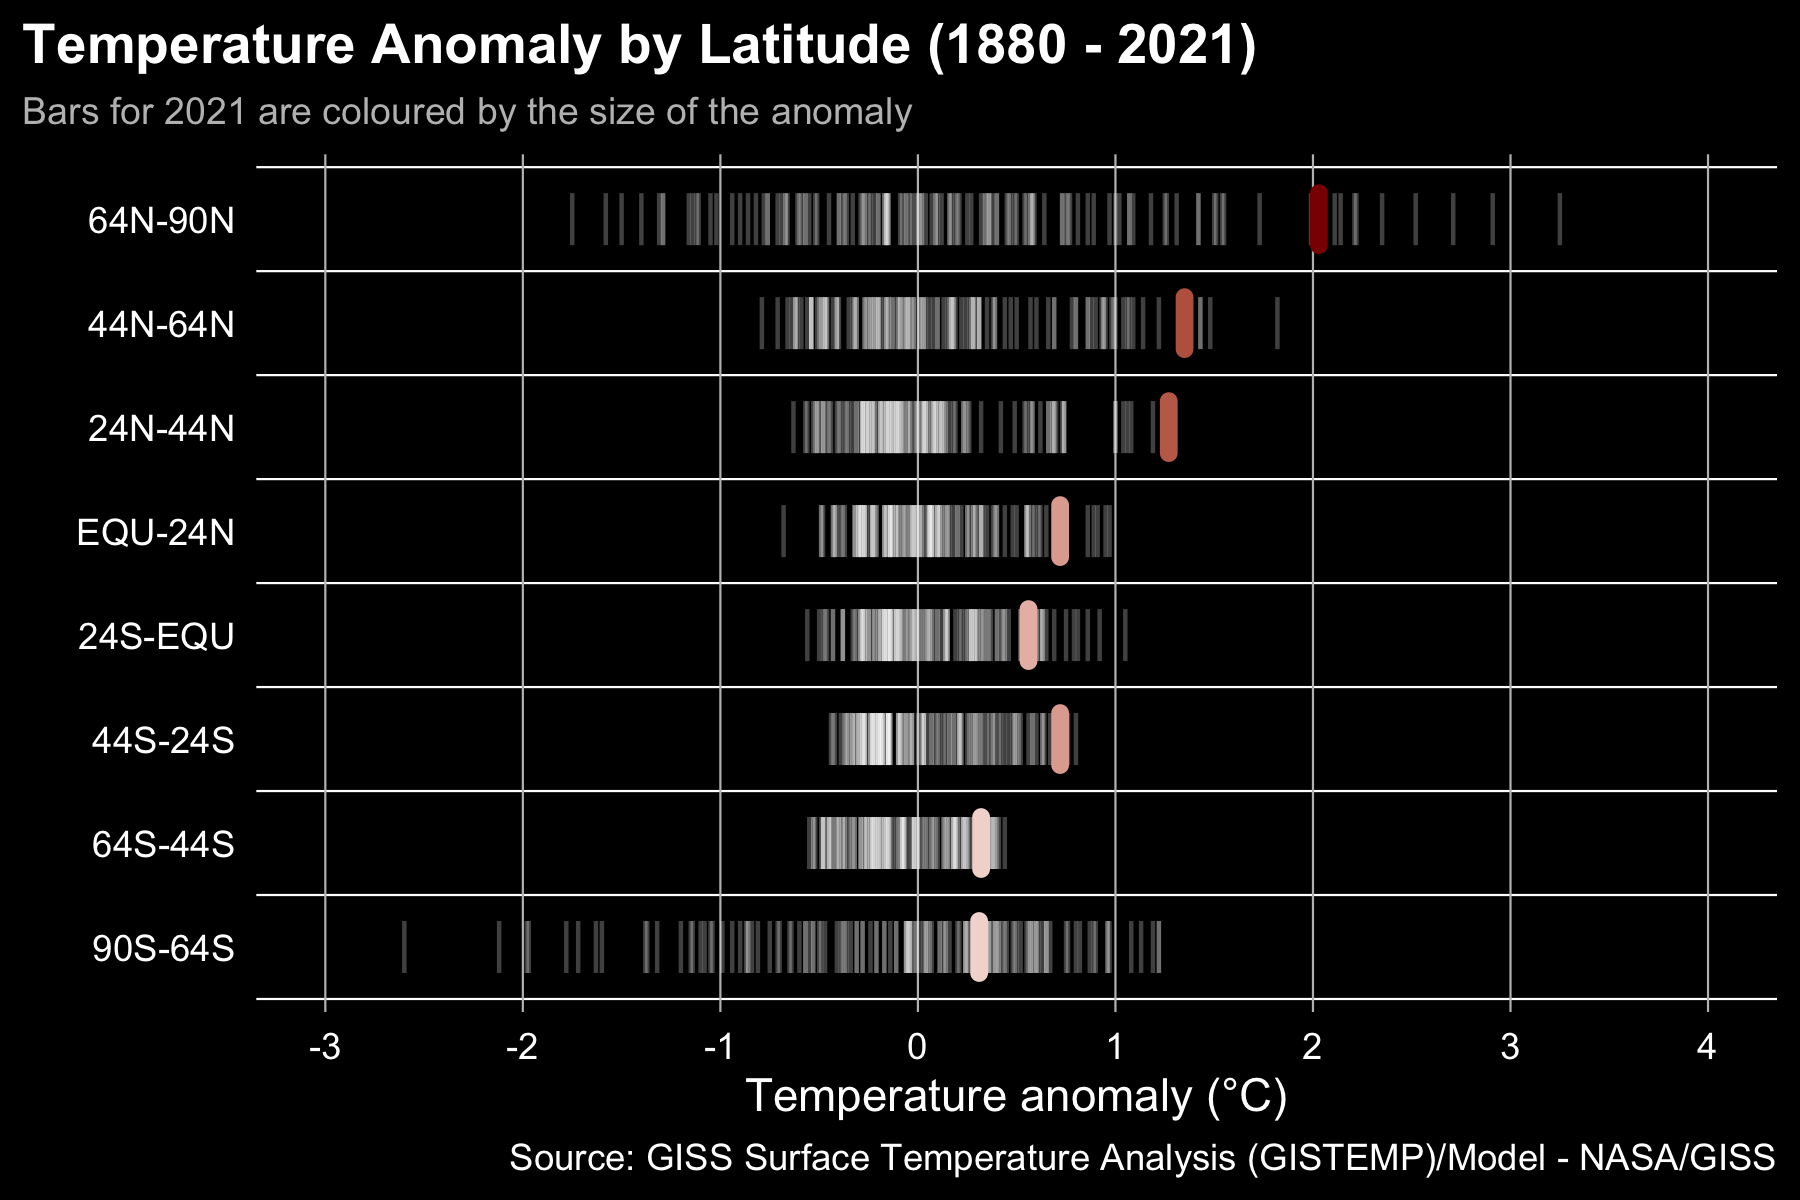 Temperature Anomaly by Latitude (1880 - 2021)
Bars for 2021 are coloured by the size of the anomaly
64N-90N
44N-64N
24N-44N
EQU-24N
24S-EQU
44S-24S
64S-44S
90S-64S
-3 -2 -1 0 1 2 3 4
Temperature anomaly (°C)
Source: GISS Surface Temperature Analysis (GISTEMP)/Model - NASA/GISS